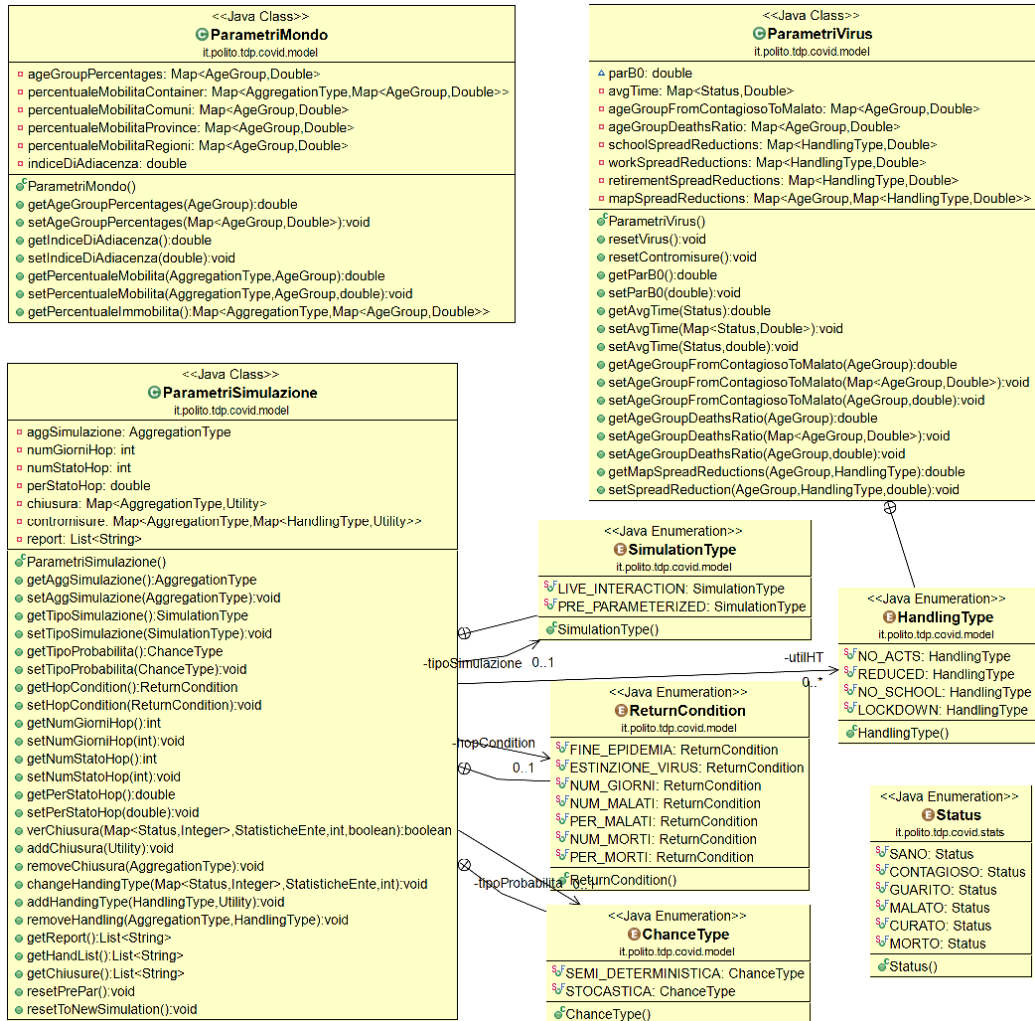 <<Java Class>>
ParametriMondo
it.polito.tdp.covid.model
ageGroupPercentages: Map<AgeGroup,Double>
percentualeMobilitaContainer: Map<AggregationType,Map<AgeGroup,Double>>
percentualeMobilitaComuni: Map<AgeGroup,Double>
percentualeMobilitaProvince: Map<AgeGroup,Double>
percentualeMobilitaRegioni: Map<AgeGroup,Double>
indiceDiAdiacenza: double
ParametriMondo()
getAgeGroupPercentages(AgeGroup):double
setAgeGroupPercentages(Map<AgeGroup,Double>):void
getIndiceDiAdiacenza():double
setIndiceDiAdiacenza(double):void
getPercentualeMobilita(AggregationType,AgeGroup):double
setPercentualeMobilita(AggregationType,AgeGroup,double):void
getPercentualeImmobilita():Map<AggregationType,Map<AgeGroup,Double>>
<<Java Class>>
ParametriVirus
it.polito.tdp.covid.model
parB0: double
avgTime: Map<Status,Double>
ageGroupFromContagiosoToMalato: Map<AgeGroup,Double>
ageGroupDeathsRatio: Map<AgeGroup,Double>
schoolSpreadReductions: Map<HandlingType,Double>
workSpreadReductions: Map<HandlingType,Double>
retirementSpreadReductions: Map<HandlingType,Double>
mapSpreadReductions: Map<AgeGroup,Map<HandlingType,Double>>
ParametriVirus()
resetVirus():void
resetContromisure():void
getParB0():double
setParB0(double):void
getAvgTime(Status):double
setAvgTime(Map<Status,Double>):void
setAvgTime(Status,double):void
getAgeGroupFromContagiosoToMalato(AgeGroup):double
setAgeGroupFromContagiosoToMalato(Map<AgeGroup,Double>):void
setAgeGroupFromContagiosoToMalato(AgeGroup,double):void
getAgeGroupDeathsRatio(AgeGroup):double
setAgeGroupDeathsRatio(Map<AgeGroup,Double>):void
setAgeGroupDeathsRatio(AgeGroup,double):void
getMapSpreadReductions(AgeGroup,HandlingType):double
setSpreadReduction(AgeGroup,HandlingType,double):void
<<Java Class>>
ParametriSimulazione
it.polito.tdp.covid.model
aggSimulazione: AggregationType
numGiorniHop: int
numStatoHop: int
perStatoHop: double
chiusura: Map<AggregationType,Utility>
contromisure: Map<AggregationType,Map<HandlingType,Utility>>
report: List<String>
ParametriSimulazione()
getAggSimulazione():AggregationType
setAggSimulazione(AggregationType):void
getTipoSimulazione():SimulationType
setTipoSimulazione(SimulationType):void
getTipoProbabilita():ChanceType
setTipoProbabilita(ChanceType):void
getHopCondition():ReturnCondition
setHopCondition(ReturnCondition):void
getNumGiorniHop():int
setNumGiorniHop(int):void
getNumStatoHop():int
setNumStatoHop(int):void
getPerStatoHop():double
setPerStatoHop(double):void
verChiusura(Map<Status,Integer>,StatisticheEnte,int,boolean):boolean
addChiusura(Utility):void
removeChiusura(AggregationType):void
changeHandingType(Map<Status,Integer>,StatisticheEnte,int):void
addHandingType(HandlingType,Utility):void
removeHandling(AggregationType,HandlingType):void
getReport():List<String>
getHandList():List<String>
getChiusure():List<String>
resetPrePar():void
resetToNewSimulation():void
<<Java Enumeration>>
SimulationType
it.polito.tdp.covid.model
LIVE_INTERACTION: SimulationType
PRE_PARAMETERIZED: SimulationType
SimulationType()
-tipoSimulazione 0..1
-utilHT
0..*
<<Java Enumeration>>
HandlingType
it.polito.tdp.covid.model
NO_ACTS: HandlingType
REDUCED: HandlingType
NO_SCHOOL: HandlingType
LOCKDOWN: HandlingType
HandlingType()
<<Java Enumeration>>
ReturnCondition
it.polito.tdp.covid.model
FINE_EPIDEMIA: ReturnCondition
ESTINZIONE_VIRUS: ReturnCondition
NUM_GIORNI: ReturnCondition
NUM_MALATI: ReturnCondition
PER_MALATI: ReturnCondition
NUM_MORTI: ReturnCondition
PER_MORTI: ReturnCondition
ReturnCondition()
-hopCondition
0..1
-tipoProbabilita 0..1
<<Java Enumeration>>
ChanceType
it.polito.tdp.covid.model
SEMI_DETERMINISTICA: ChanceType
STOCASTICA: ChanceType
ChanceType()
<<Java Enumeration>>
Status
it.polito.tdp.covid.stats
SANO: Status
CONTAGIOSO: Status
GUARITO: Status
MALATO: Status
CURATO: Status
MORTO: Status
Status()